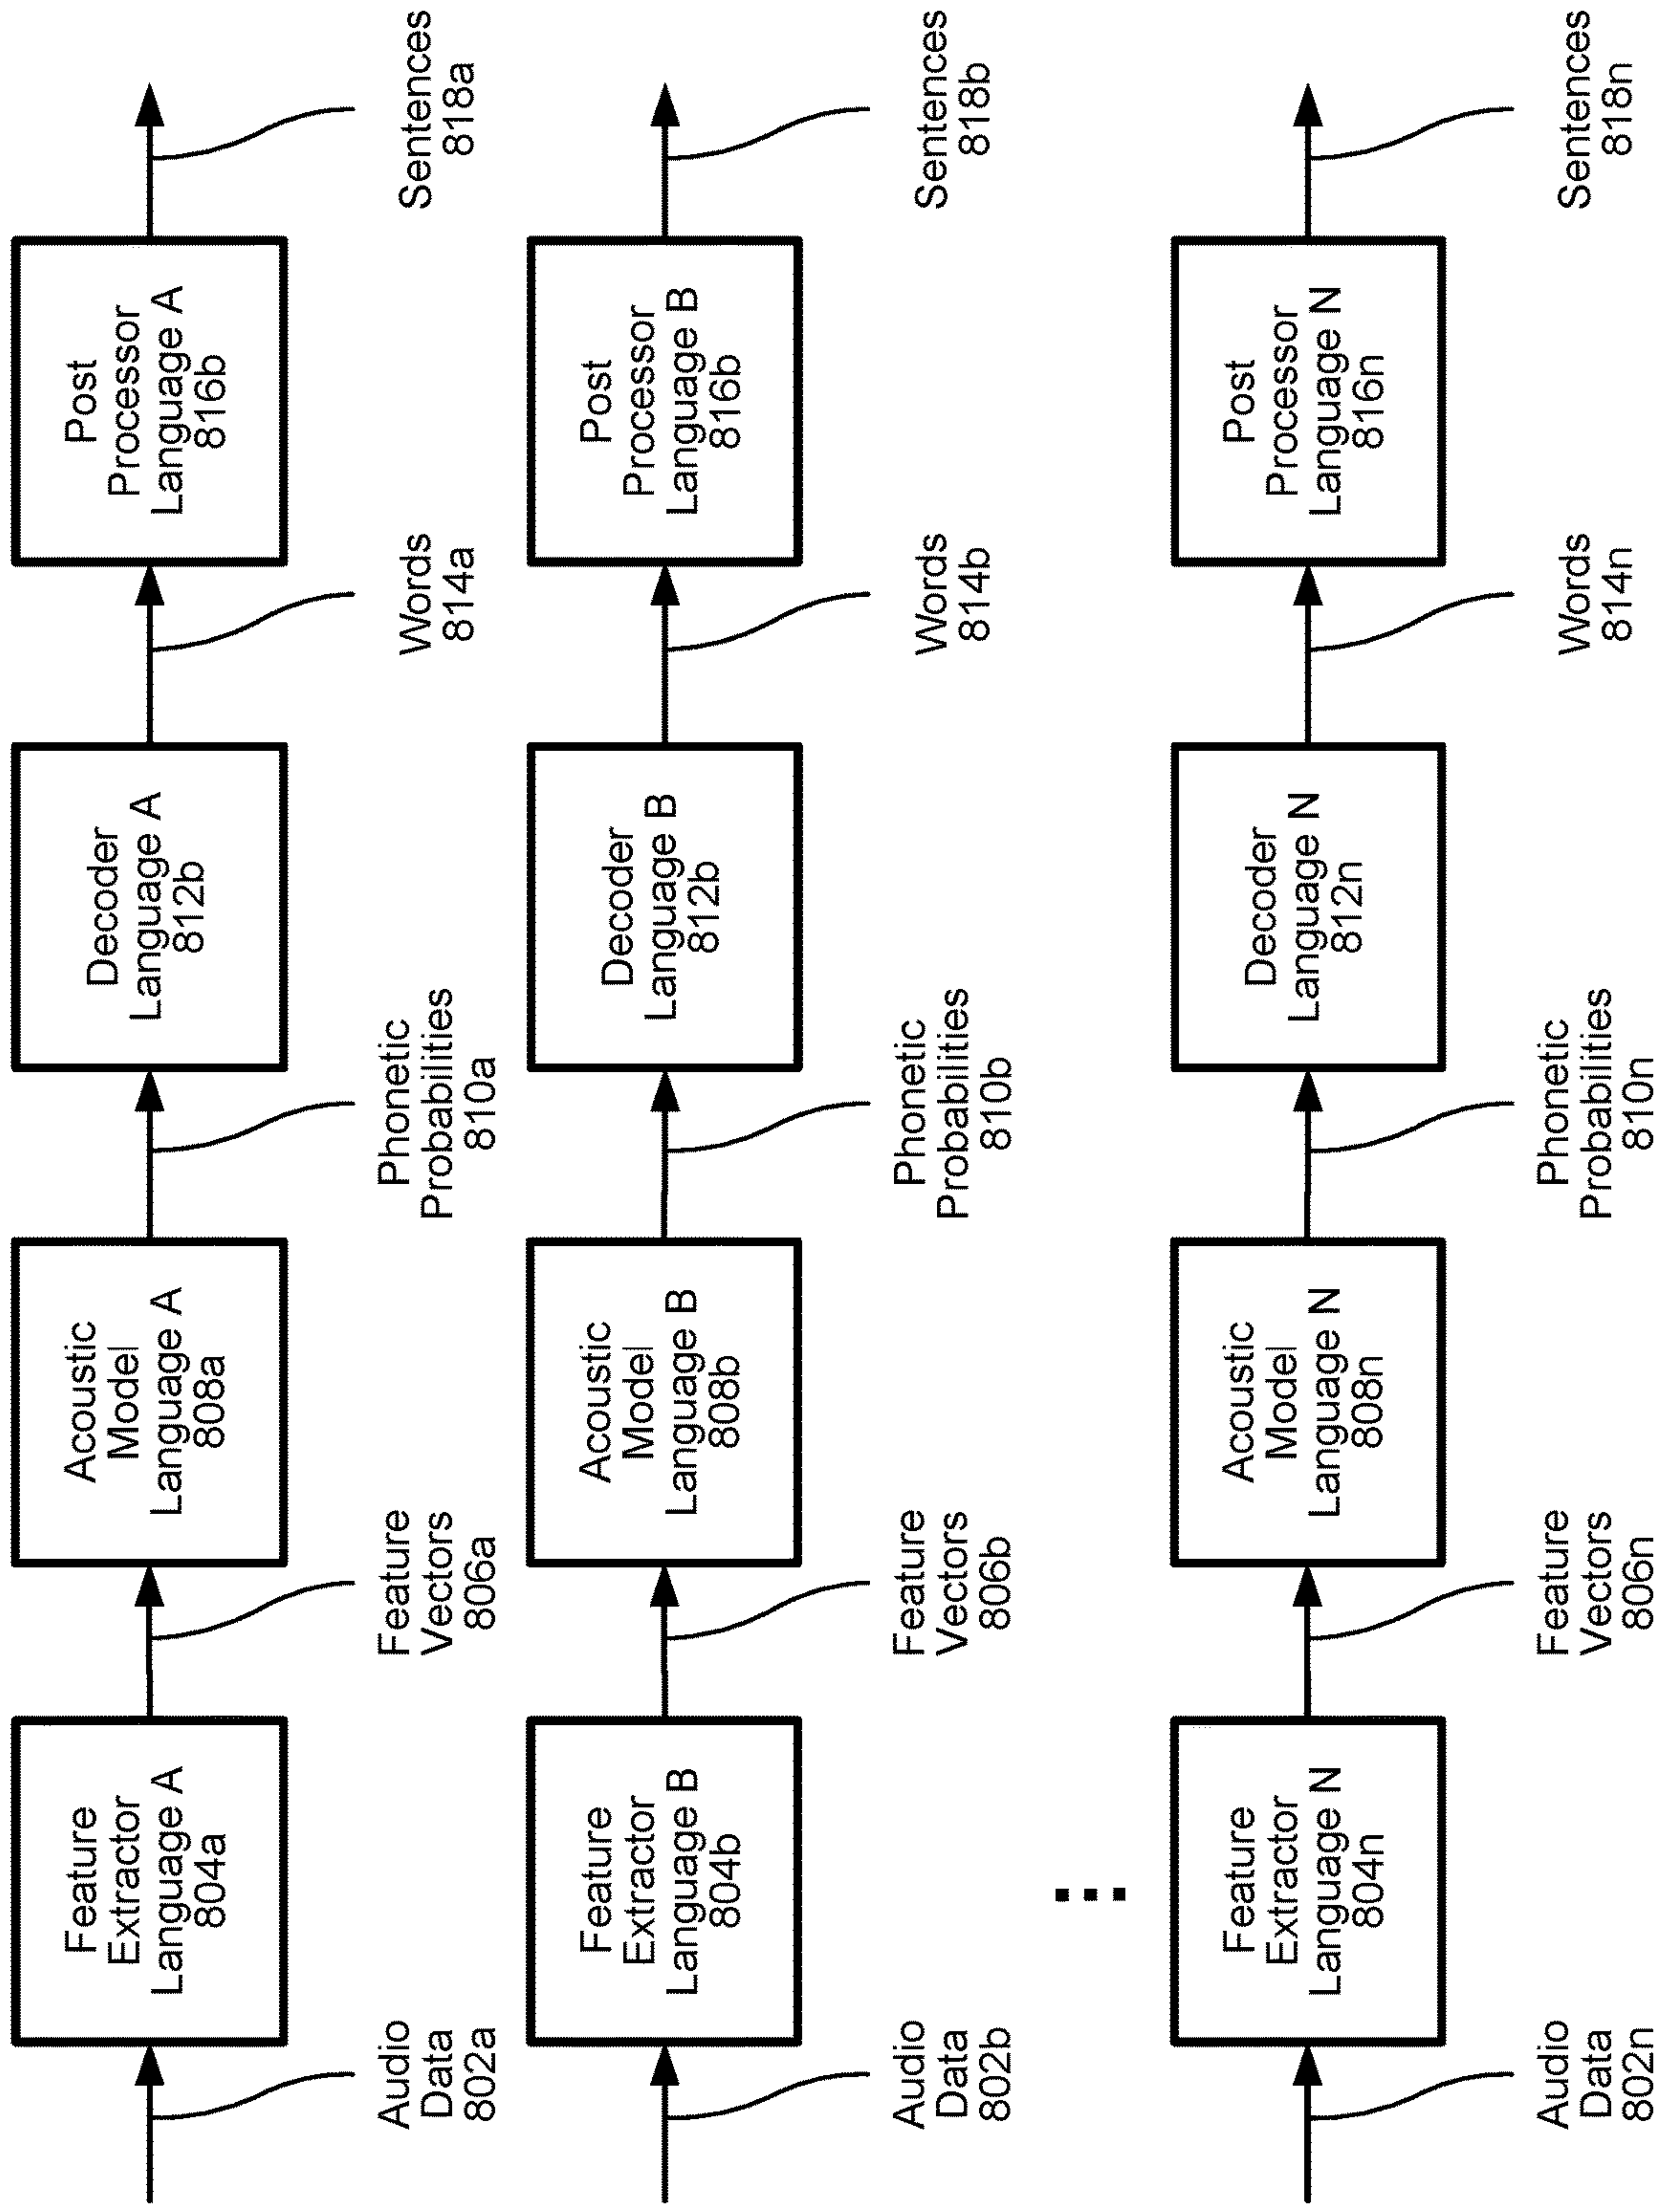 Audio
Data
802a
Feature
Extractor
Language A
804a
Feature
Vectors
806a
Acoustic
Model
Language A
808a
Phonetic
Probabilities
810a
Decoder
Language A
812b
Words
814a
Post
Processor
Language A
816b
Sentences
818a
Audio
Data
802b
Feature
Extractor
Language B
804b
Feature
Vectors
806b
Acoustic
Model
Language B
808b
Phonetic
Probabilities
810b
Decoder
Language B
812b
Words
814b
Post
Processor
Language B
816b
Sentences
818b
Audio
Data
802n
Feature
Extractor
Language N
804n
Feature
Vectors
806n
Acoustic
Model
Language N
808n
Phonetic
Probabilities
810n
Decoder
Language N
812n
Words
814n
Post
Processor
Language N
816n
Sentences
818n